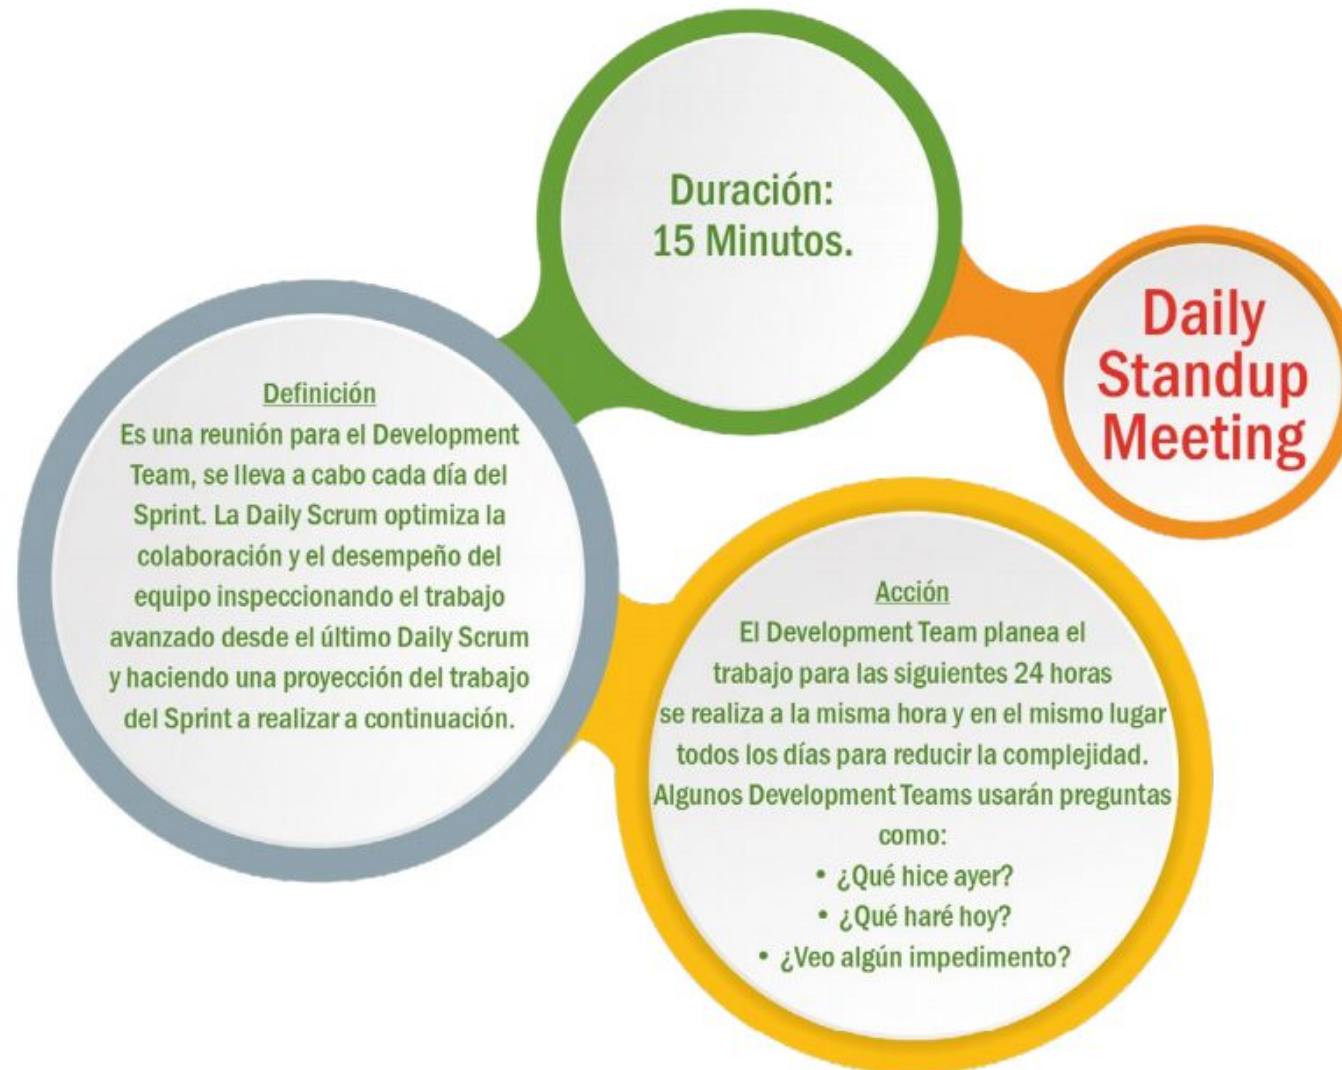 Duración:
15 Minutos.
Daily
Standup
Meeting
Definición
Es una reunión para el Development
Team, se lleva a cabo cada día del
Sprint. La Daily Scrum optimiza la
colaboración y el desempeño del
equipo inspeccionando el trabajo
avanzado desde el último Daily Scrum
y haciendo una proyección del trabajo
del Sprint a realizar a continuación.
Acción
El Development Team planea el
trabajo para las siguientes 24 horas
se realiza a la misma hora y en el mismo lugar
todos los días para reducir la complejidad.
Algunos Development Teams usarán preguntas
como:
• ¿Qué hice ayer?
• ¿Qué haré hoy?
• ¿Veo algún impedimento?